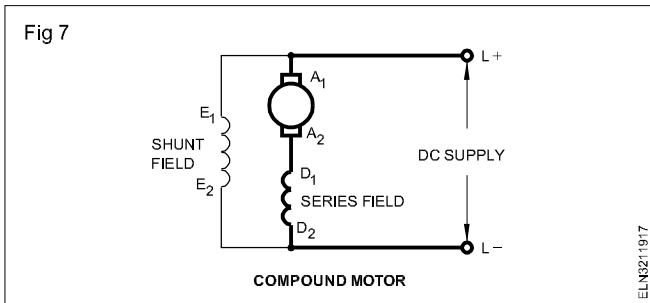 Fig 7
L+
A1
E1
A2
SHUNT
FIELD
DC SUPPLY
D1
E2
SERIES FIELD
D2
L−
COMPOUND MOTOR
ELN3211917